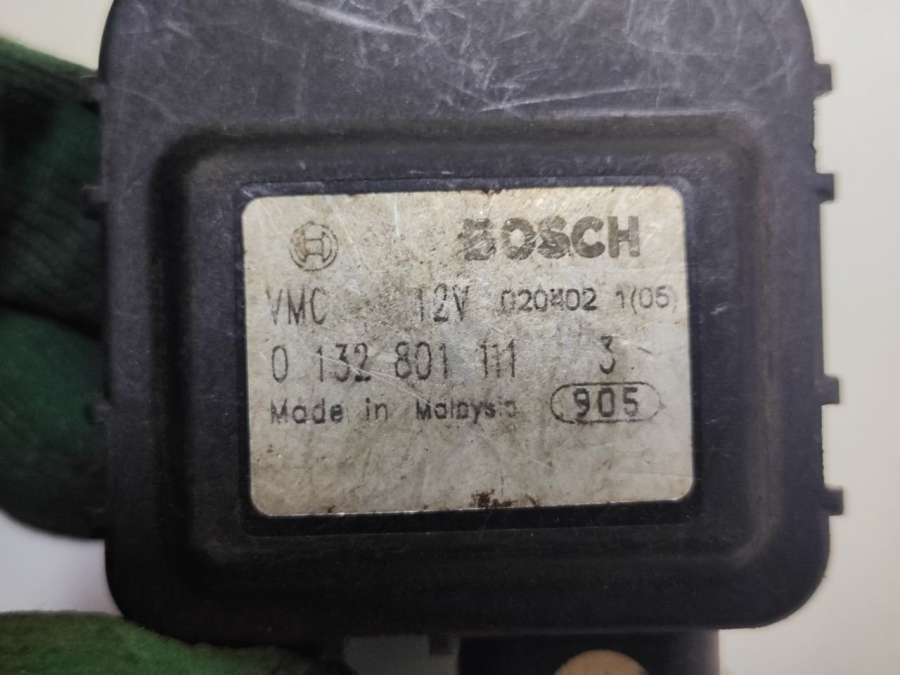 BOSCH
VMC 12V 020402 1(05)
0 132 801 111 3
Made in Malaysia 905